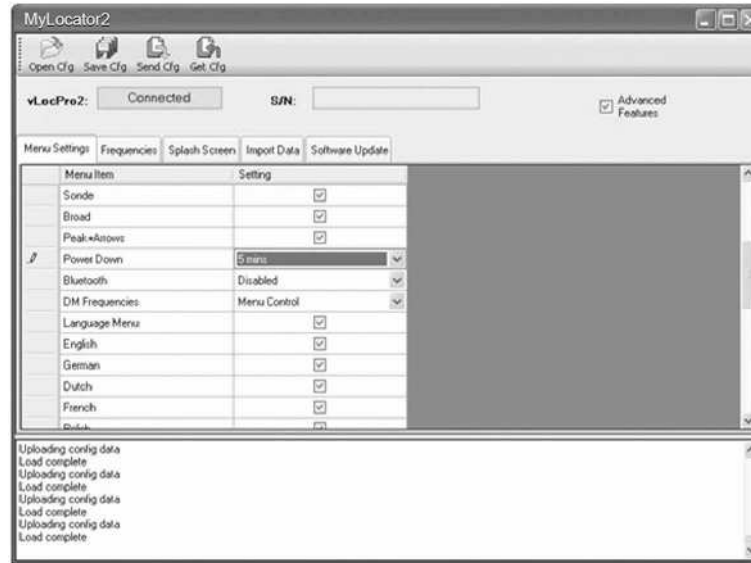 MyLocator2
Open Cfg Save Cfg Send Cfg Get Cfg
vLocPro2: Connected S/N: Advanced
Features
Menu Settings Frequencies Splash Screen Import Data Software Update
Menu Item Setting
Sonde
Broad
Peak+Arrows
Power Down 5 mins
Bluetooth Disabled
DM Frequencies Menu Control
Language Menu
English
German
Dutch
French
Polish
Uploading config data
Load complete
Uploading config data
Load complete
Uploading config data
Load complete
Uploading config data
Load complete